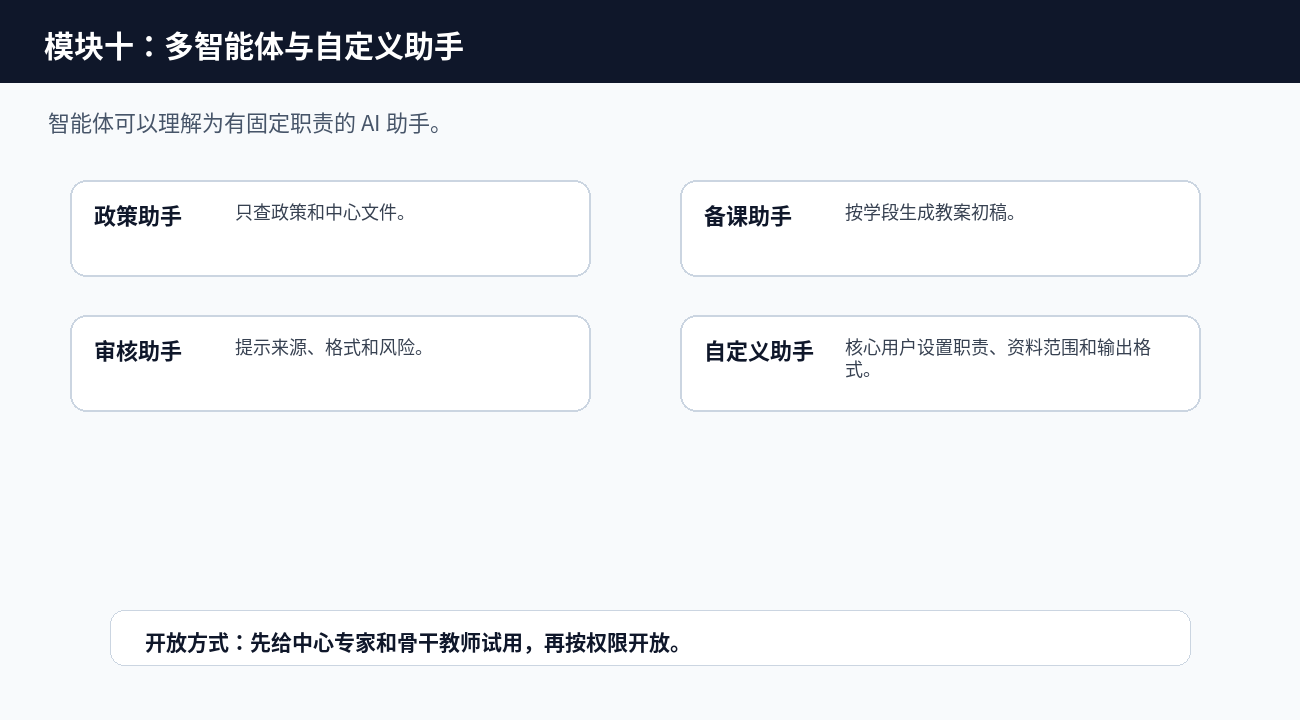 模块十：多智能体与自定义助手
智能体可以理解为有固定职责的 AI 助手。
政策助手
只查政策和中心文件。
备课助手
按学段生成教案初稿。
审核助手
提示来源、格式和风险。
自定义助手
核心用户设置职责、资料范围和输出格
式。
开放方式：先给中心专家和骨干教师试用，再按权限开放。